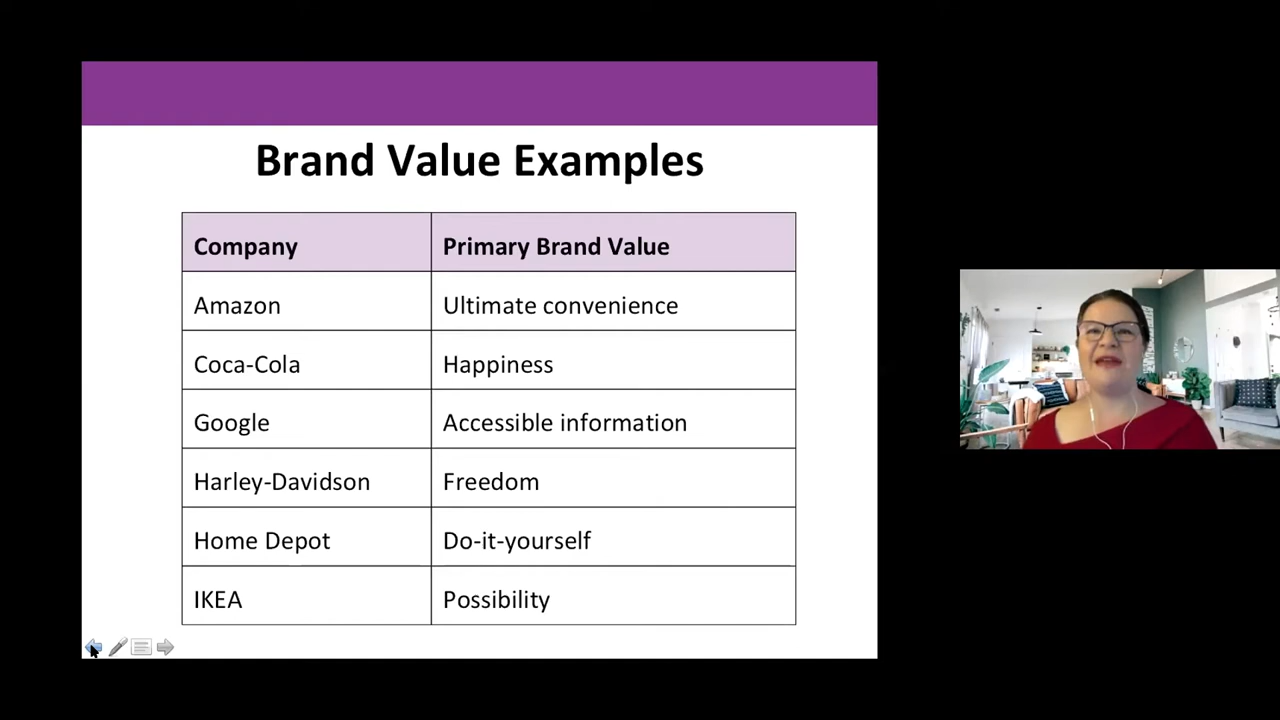 Brand Value Examples
Company Primary Brand Value
Amazon Ultimate convenience
Coca-Cola Happiness
Google Accessible information
Harley-Davidson Freedom
Home Depot Do-it-yourself
IKEA Possibility